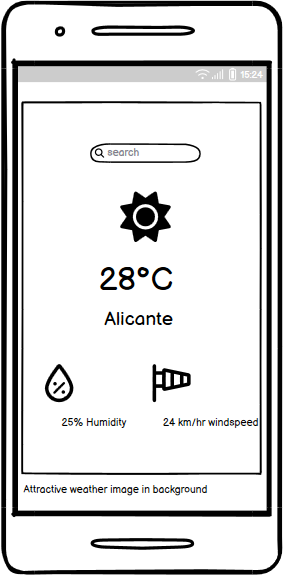 15:24
search
28°C
Alicante
25% Humidity
24 km/hr windspeed
Attractive weather image in background